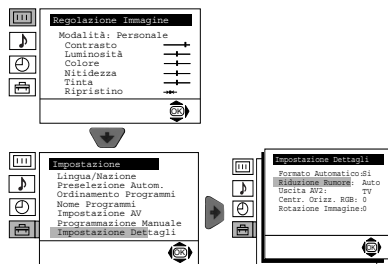 Regolazione Immagine
Modalità: Personale
Contrasto
Luminosità
Colore
Nitidezza
Tinta
Ripristino
OK
Impostazione
Lingua/Nazione
Preselezione Autom.
Ordinamento Programmi
Nome Programmi
Impostazione AV
Programmazione Manuale
Impostazione Dettagli
OK
Impostazione Dettagli
Formato Automatico:Si
Riduzione Rumore: Auto
Uscita AV2: TV
Centr. Orizz. RGB: 0
Rotazione Immagine:0
OK